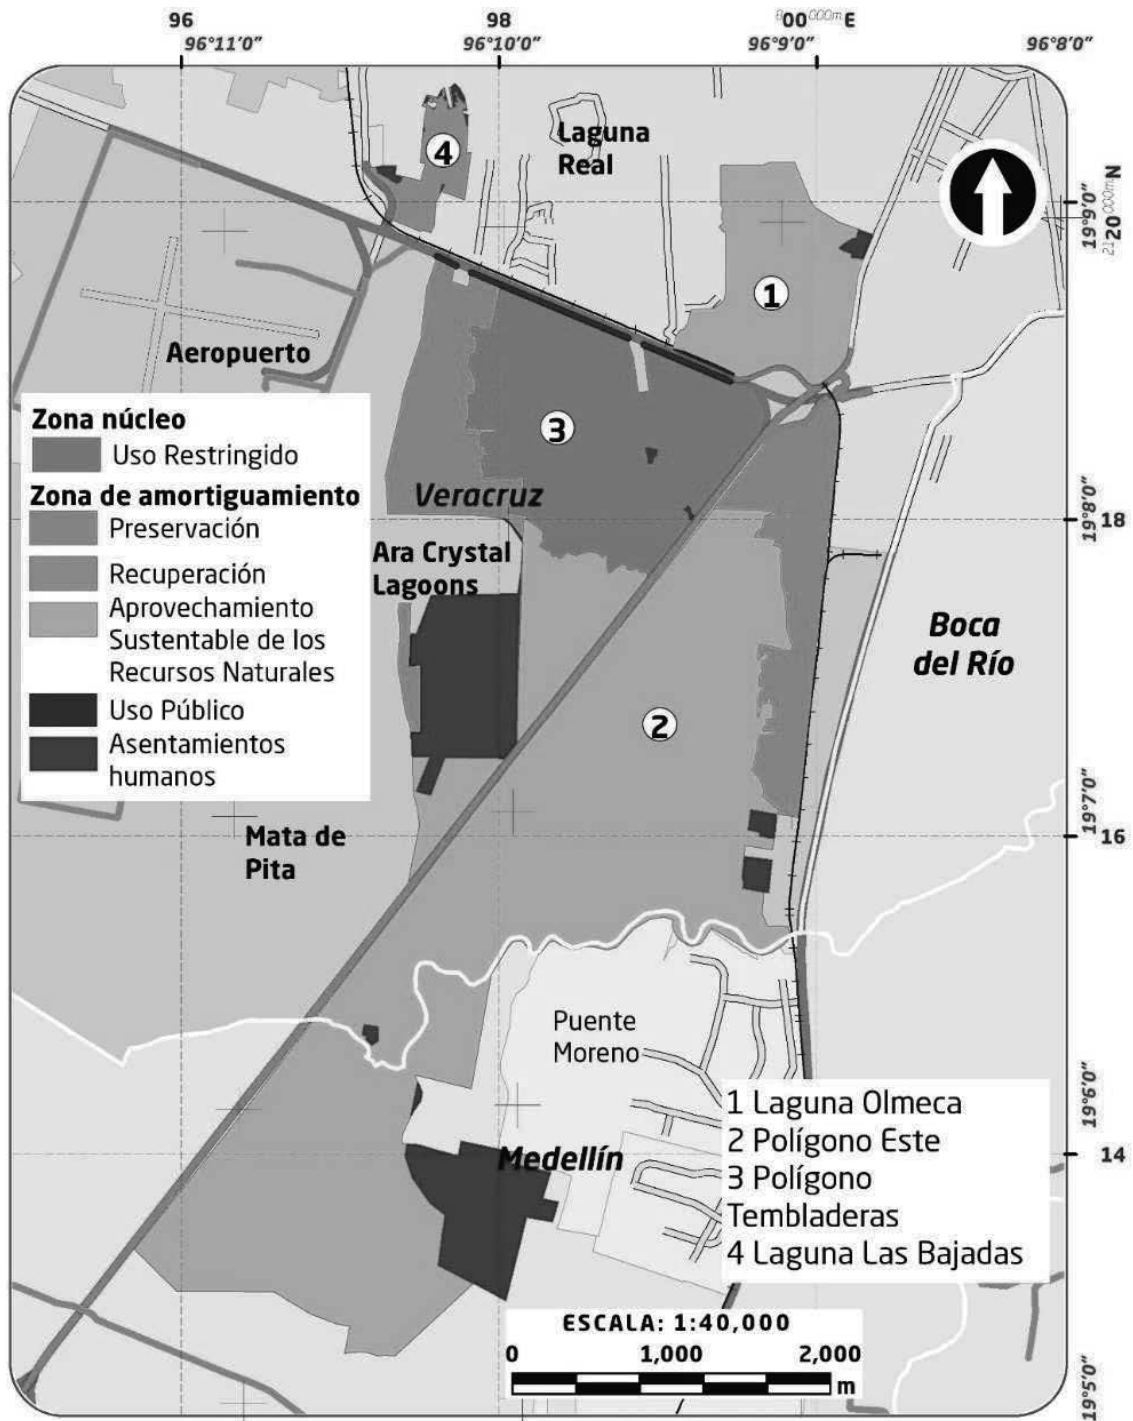 96
98
00 000m E
96°11'0"
96°10'0"
96°9'0"
96°8'0"
4
Laguna
Real
19°9'0"
2120 000m N
1
Aeropuerto
Zona núcleo
Uso Restringido
Zona de amortiguamiento
Preservación
Recuperación
Aprovechamiento
Sustentable de los
Recursos Naturales
Uso Público
Asentamientos
humanos
3
Veracruz
19°8'0"
18
Ara Crystal
Lagoons
Boca
del Río
2
Mata de
Pita
19°7'0"
16
Puente
Moreno
19°6'0"
14
Medellín
1 Laguna Olmeca
2 Polígono Este
3 Polígono
Tembladeras
4 Laguna Las Bajadas
ESCALA: 1:40,000
0 1,000 2,000
m
19°5'0"